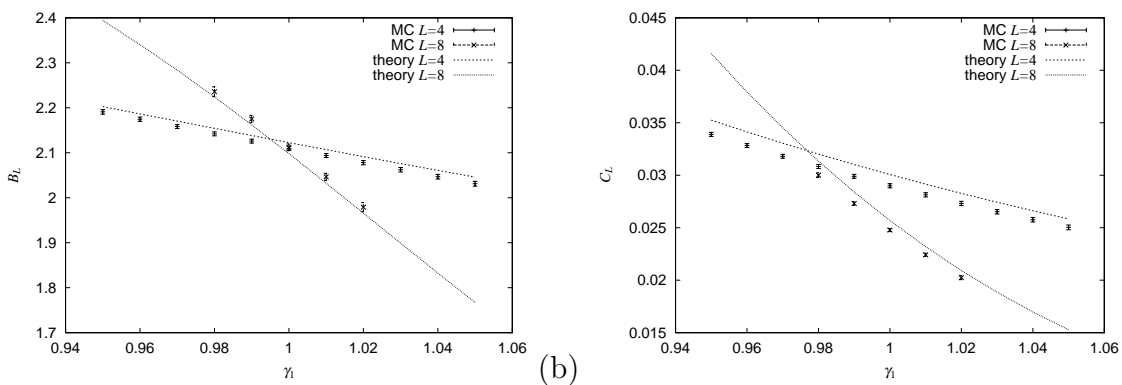 2.4
2.3
2.2
2.1
2
1.9
1.8
1.7
B_L
0.94 0.96 0.98 1 1.02 1.04 1.06
γ1
MC L=4
MC L=8
theory L=4
theory L=8
(b)
0.045
0.04
0.035
0.03
0.025
0.02
0.015
C_L
0.94 0.96 0.98 1 1.02 1.04 1.06
γ1
MC L=4
MC L=8
theory L=4
theory L=8